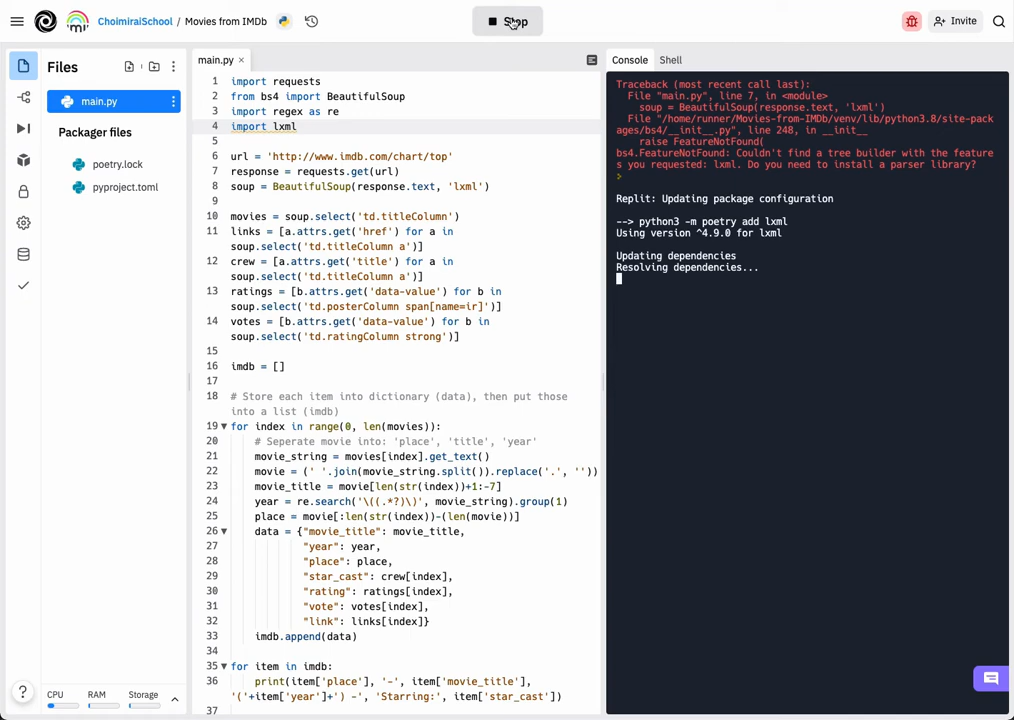 ChoimiraiSchool / Movies from IMDb
Stop
Invite
Files
main.py
Packager files
poetry.lock
pyproject.toml
CPU RAM Storage
?
main.py ×
1 import requests
2 from bs4 import BeautifulSoup
3 import regex as re
4 import lxml
5
6 url = 'http://www.imdb.com/chart/top'
7 response = requests.get(url)
8 soup = BeautifulSoup(response.text, 'lxml')
9
10 movies = soup.select('td.titleColumn')
11 links = [a.attrs.get('href') for a in
soup.select('td.titleColumn a')]
12 crew = [a.attrs.get('title') for a in
soup.select('td.titleColumn a')]
13 ratings = [b.attrs.get('data-value') for b in
soup.select('td.posterColumn span[name=ir]')]
14 votes = [b.attrs.get('data-value') for b in
soup.select('td.ratingColumn strong')]
15
16 imdb = []
17
18 # Store each item into dictionary (data), then put those
into a list (imdb)
19 for index in range(0, len(movies)):
20 # Seperate movie into: 'place', 'title', 'year'
21 movie_string = movies[index].get_text()
22 movie = (' '.join(movie_string.split()).replace('.', ''))
23 movie_title = movie[len(str(index))+1:-7]
24 year = re.search('\((.*?)\)', movie_string).group(1)
25 place = movie[:len(str(index))-(len(movie))]
26 data = {"movie_title": movie_title,
27 "year": year,
28 "place": place,
29 "star_cast": crew[index],
30 "rating": ratings[index],
31 "vote": votes[index],
32 "link": links[index]}
33 imdb.append(data)
34
35 for item in imdb:
36 print(item['place'], '-', item['movie_title'],
'('+item['year']+') -', 'Starring:', item['star_cast'])
37
Console Shell
Traceback (most recent call last):
File "main.py", line 7, in <module>
soup = BeautifulSoup(response.text, 'lxml')
File "/home/runner/Movies-from-IMDb/venv/lib/python3.8/site-pack
ages/bs4/__init__.py", line 248, in __init__
raise FeatureNotFound(
bs4.FeatureNotFound: Couldn't find a tree builder with the feature
s you requested: lxml. Do you need to install a parser library?
>
Replit: Updating package configuration
--> python3 -m poetry add lxml
Using version ^4.9.0 for lxml
Updating dependencies
Resolving dependencies...